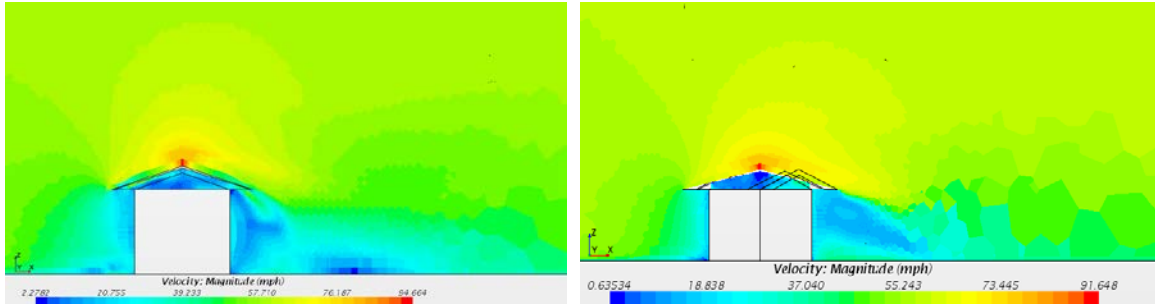 Z
Y X
Velocity: Magnitude (mph)
2.2782 20.755 39.233 57.710 76.187 94.664
Z
Y X
Velocity: Magnitude (mph)
0.63534 18.838 37.040 55.243 73.445 91.648